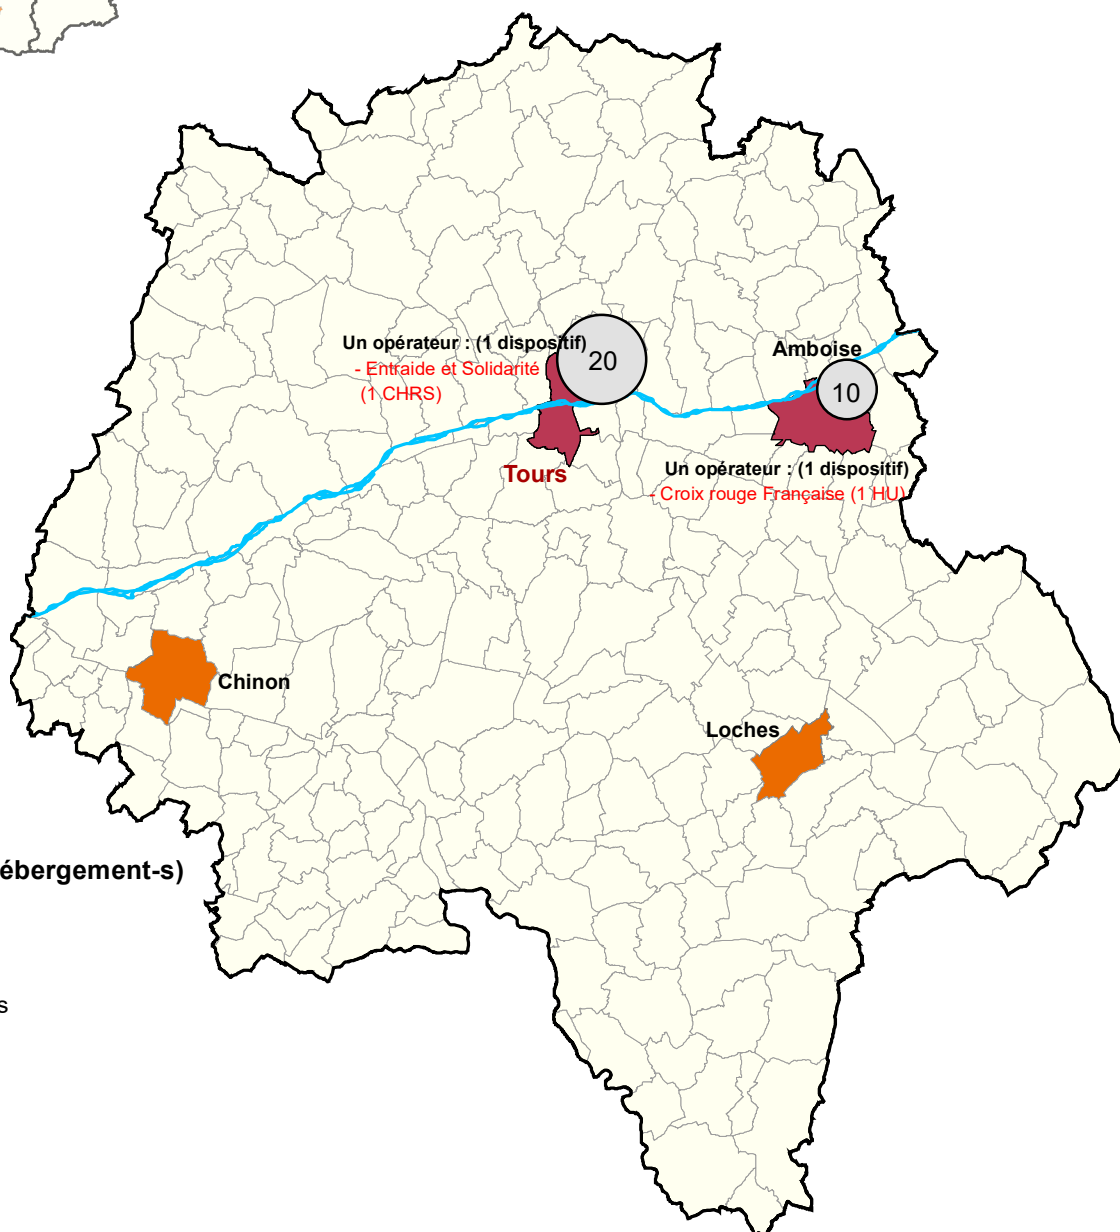 Un opérateur : (1 dispositif)
- Entraide et Solidarité
(1 CHRS)
20
Amboise
10
Tours
Un opérateur : (1 dispositif)
- Croix rouge Française (1 HU)
Chinon
Loches
ébergement-s)
s